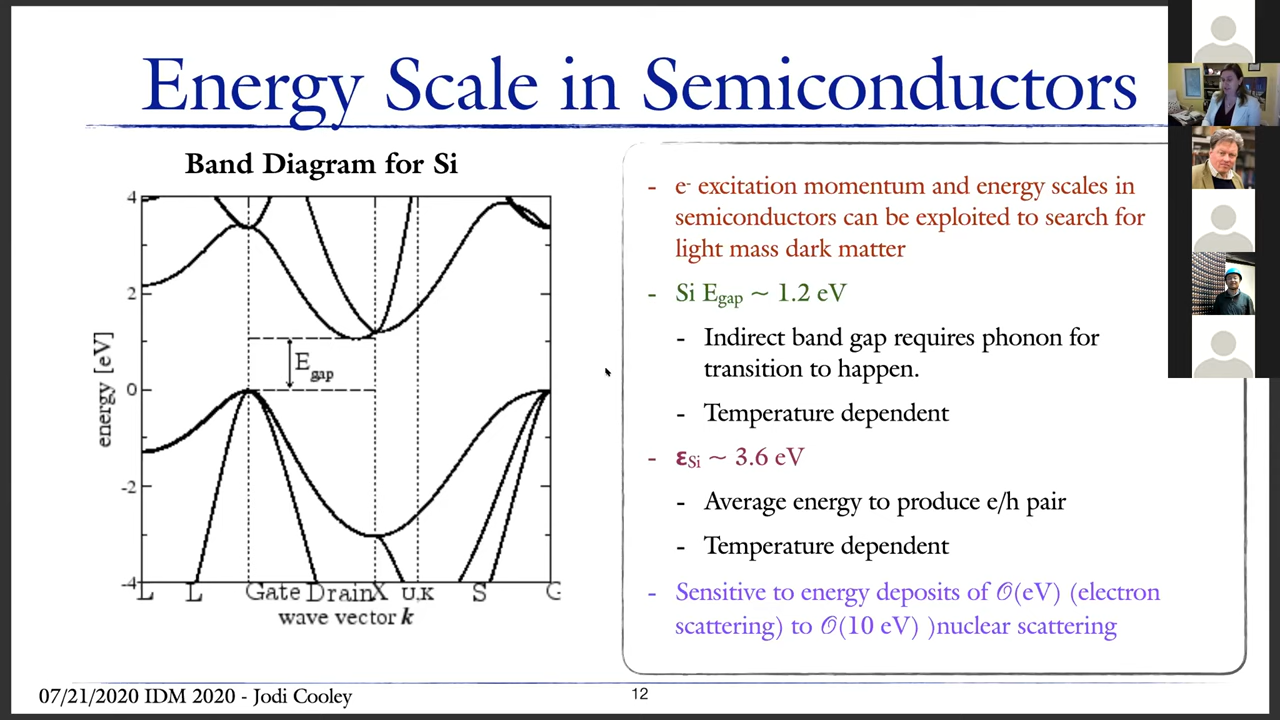 Energy Scale in Semiconductors
Band Diagram for Si
4
2
0
-2
-4
energy [eV]
E gap
L L Gate Drain X U,K S G
wave vector k
- e- excitation momentum and energy scales in
semiconductors can be exploited to search for
light mass dark matter
- Si Egap ~ 1.2 eV
- Indirect band gap requires phonon for
transition to happen.
- Temperature dependent
- εSi ~ 3.6 eV
- Average energy to produce e/h pair
- Temperature dependent
- Sensitive to energy deposits of 𝒪(eV) (electron
scattering) to 𝒪(10 eV) )nuclear scattering
07/21/2020 IDM 2020 - Jodi Cooley
12